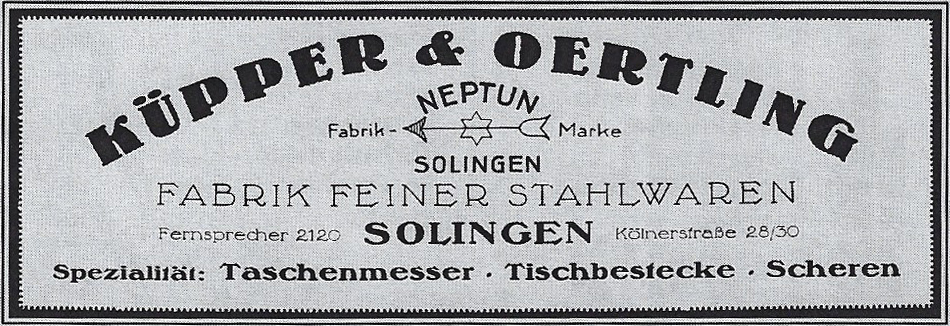 KÜPPER & OERTLING
NEPTUN
Fabrik- Marke
SOLINGEN
FABRIK FEINER STAHLWAREN
Fernsprecher 2120 SOLINGEN Kölnerstraße 28/30
Spezialität: Taschenmesser · Tischbestecke · Scheren